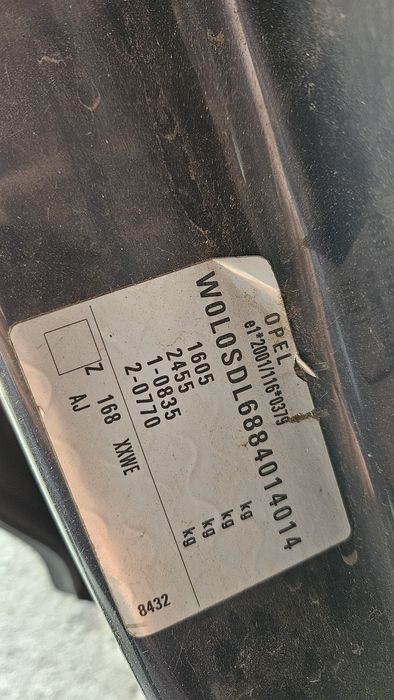 OPEL
e1*2001/116*0379
W0L0SDL6884014014
1605 kg
2455 kg
1-0835 kg
2-0770 kg
Z 168 XXWE
AJ
8432